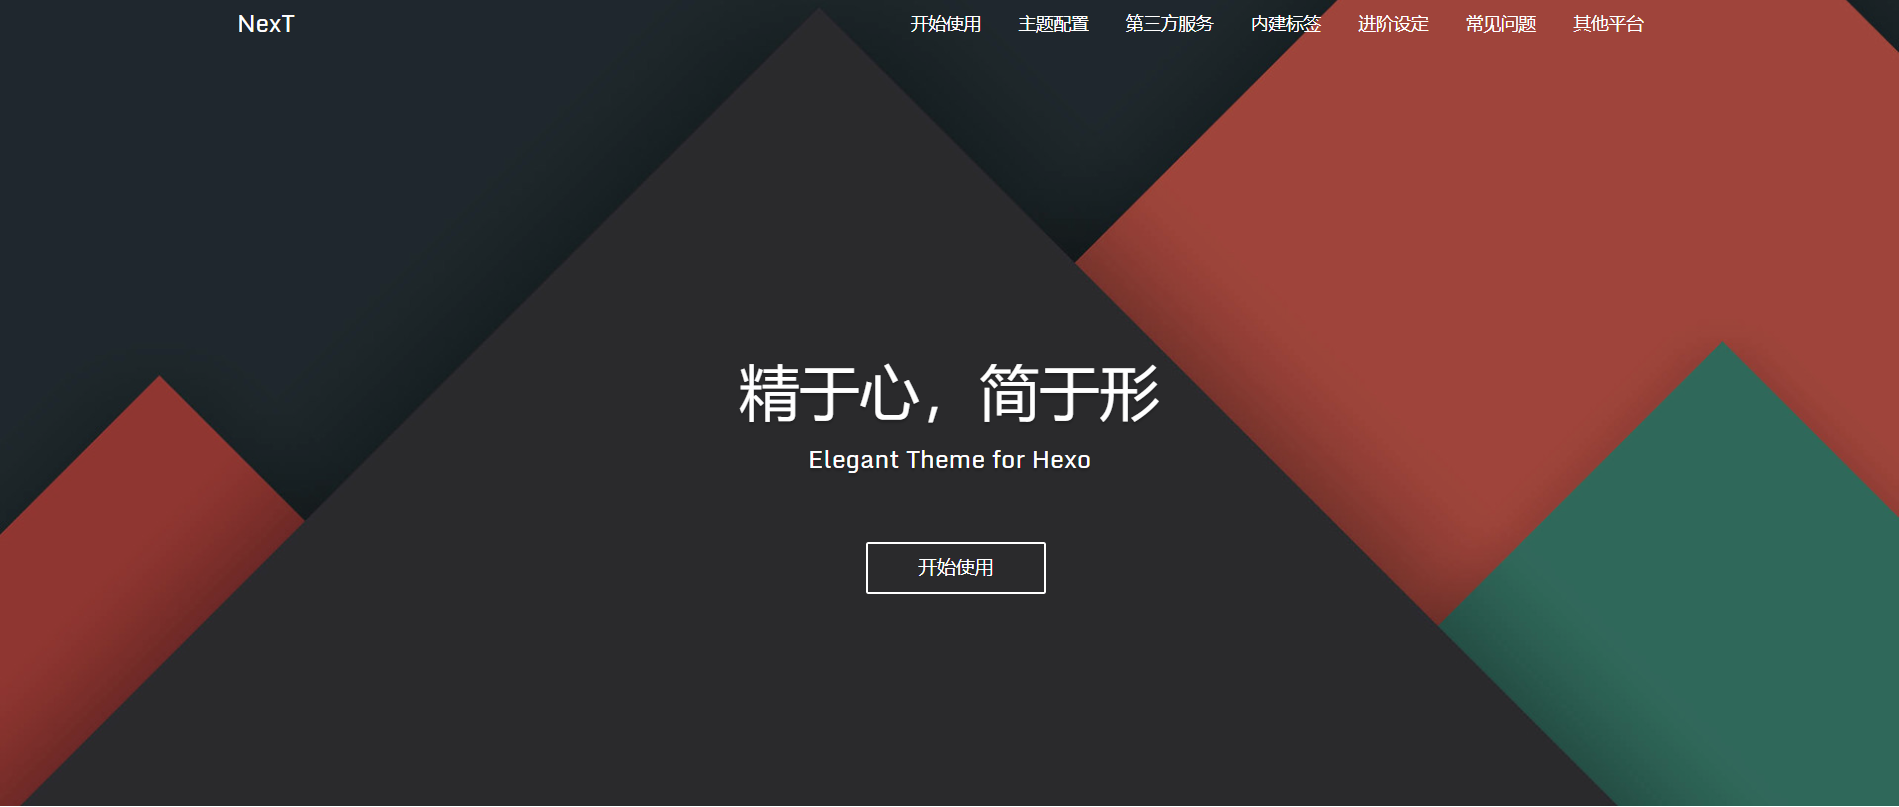 NexT 开始使用 主题配置 第三方服务 内建标签 进阶设定 常见问题 其他平台
精于心，简于形
Elegant Theme for Hexo
开始使用